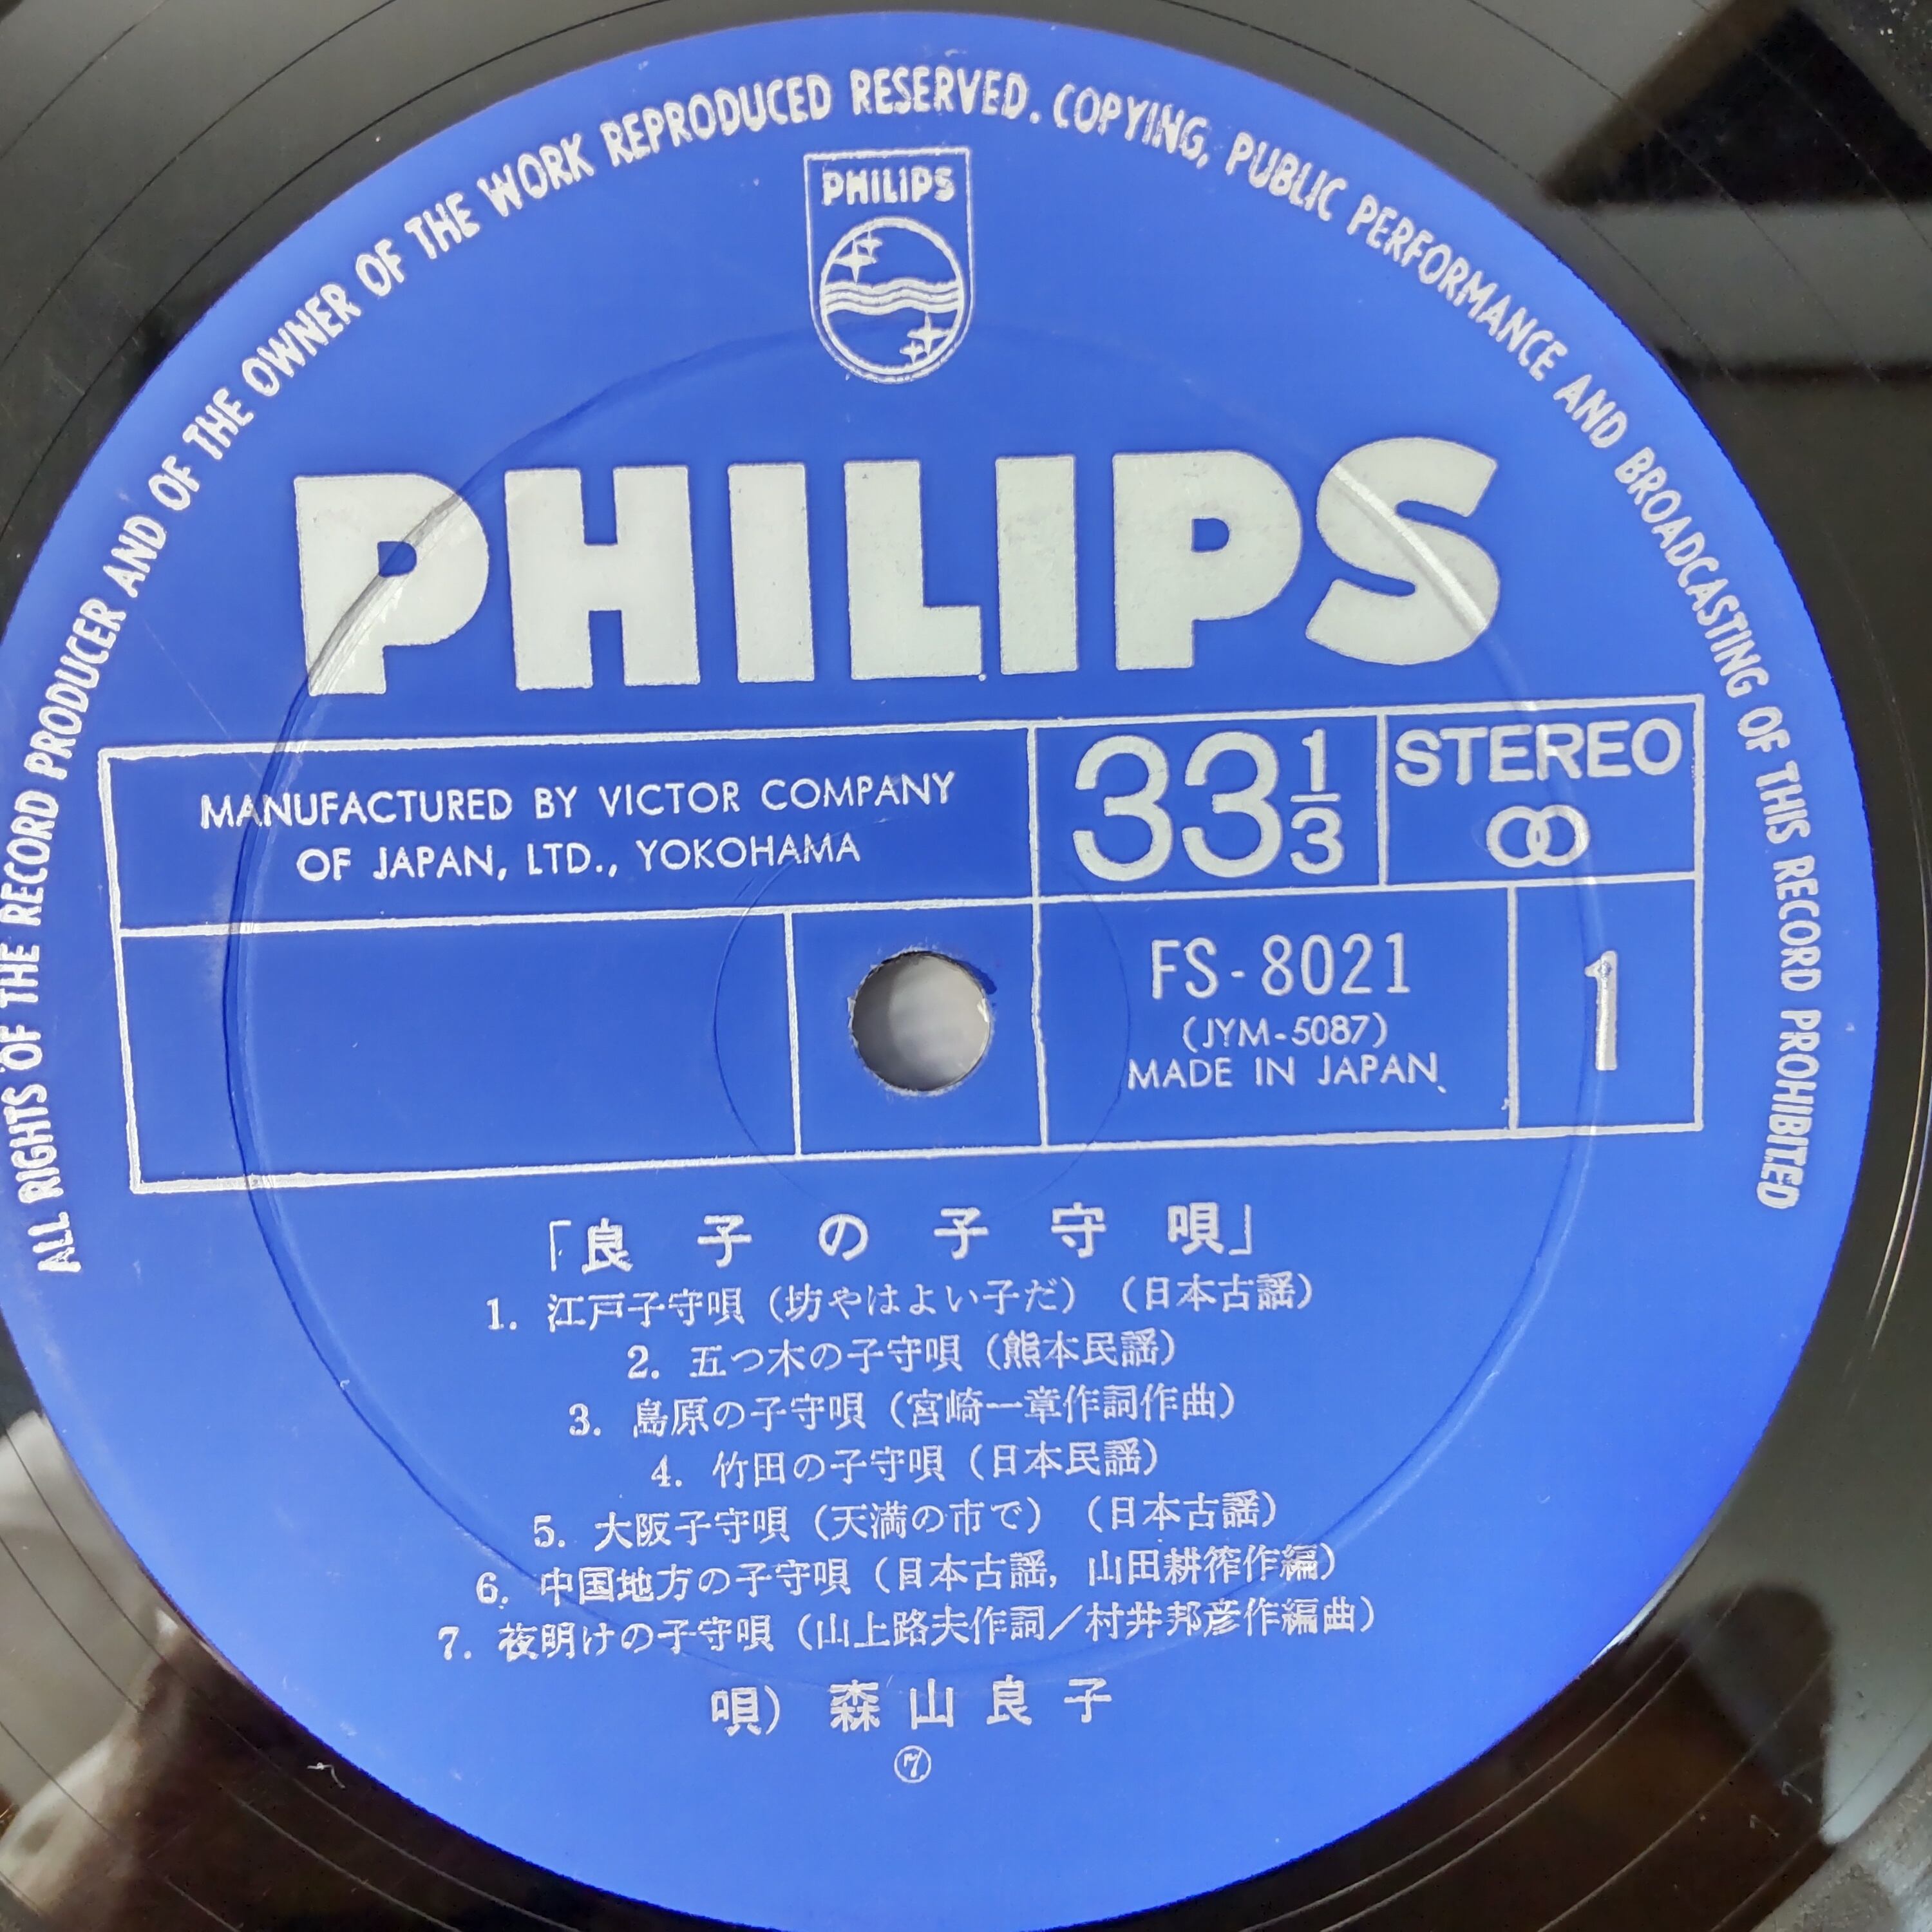 ALL RIGHTS OF THE RECORD PRODUCER AND OF THE OWNER OF THE WORK REPRODUCED RESERVED. COPYING, PUBLIC PERFORMANCE AND BROADCASTING OF THIS RECORD PROHIBITED
PHILIPS
PHILIPS
MANUFACTURED BY VICTOR COMPANY
OF JAPAN, LTD., YOKOHAMA
33 1/3
STEREO
FS-8021
(JYM-5087)
MADE IN JAPAN
1
「良子の子守唄」
1. 江戸子守唄（坊やはよい子だ）（日本古謡）
2. 五つ木の子守唄（熊本民謡）
3. 島原の子守唄（宮崎一章作詞作曲）
4. 竹田の子守唄（日本民謡）
5. 大阪子守唄（天満の市で）（日本古謡）
6. 中国地方の子守唄（日本古謡，山田耕筰作編）
7. 夜明けの子守唄（山上路夫作詞／村井邦彦作編曲）
唄）森山良子
⑦